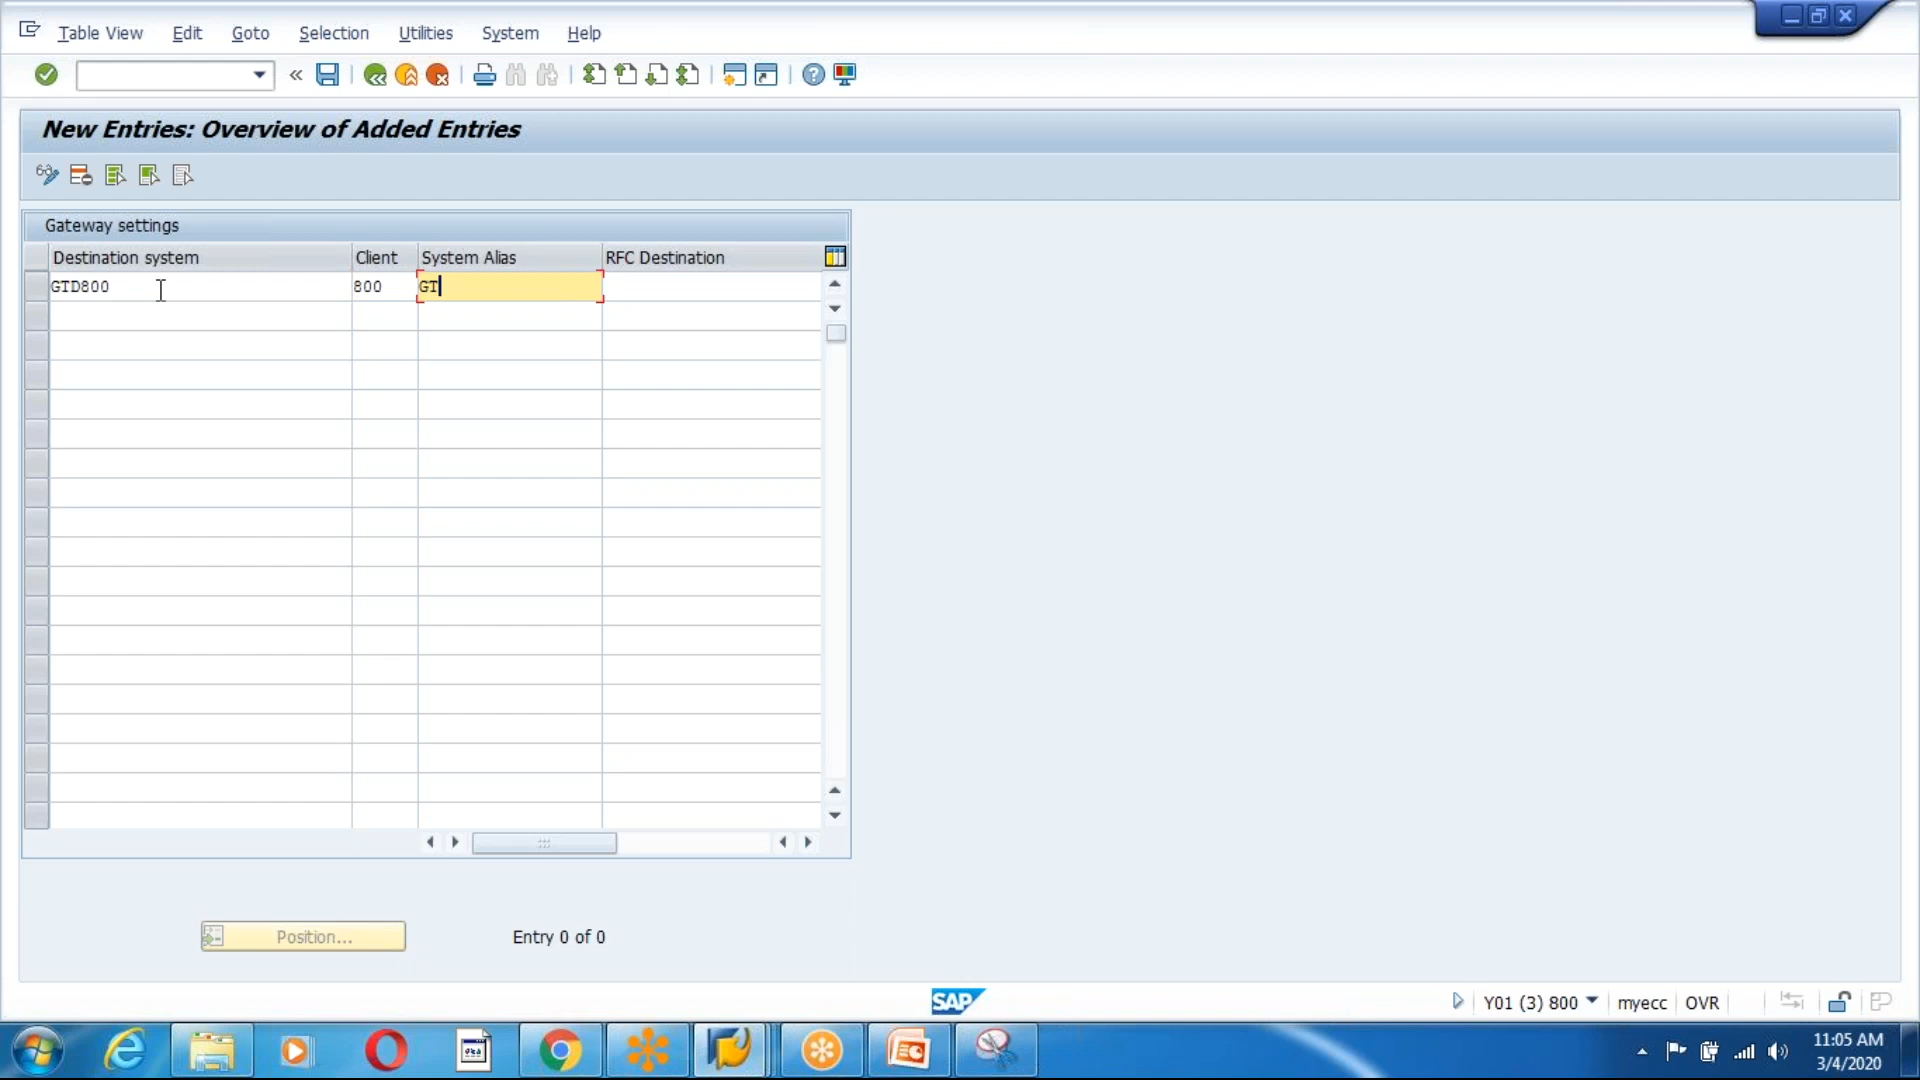 Table View Edit Goto Selection Utilities System Help
New Entries: Overview of Added Entries
Gateway settings
Destination system Client System Alias RFC Destination
GTD800 800 GT
Position... Entry 0 of 0
SAP Y01 (3) 800 myecc OVR
11:05 AM
3/4/2020